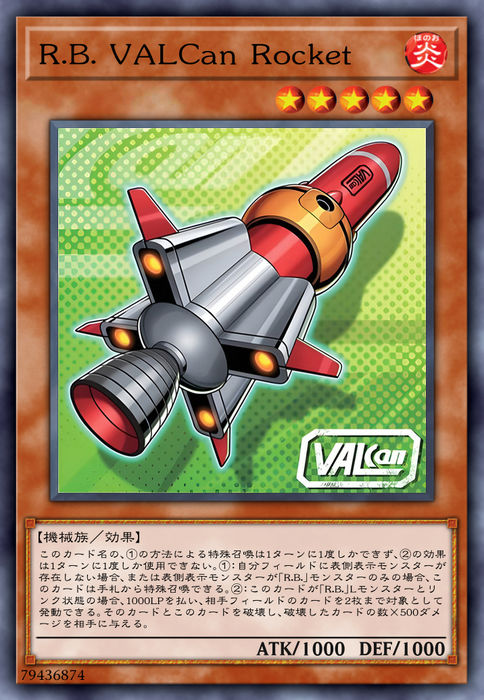 R.B. VALCan Rocket
ほのお
炎
VALCan
VALCan
【機械族／効果】
このカード名の、①の方法による特殊召喚は1ターンに1度しかできず、②の効果
は1ターンに1度しか使用できない。①：自分フィールドに表側表示モンスターが
存在しない場合、または表側表示モンスターが「R.B.」モンスターのみの場合、こ
のカードは手札から特殊召喚できる。②：このカードが「R.B.」Lモンスターとリ
ンク状態の場合、1000LPを払い、相手フィールドのカードを2枚まで対象として
発動できる。そのカードとこのカードを破壊し、破壊したカードの数×500ダメ
ージを相手に与える。
ATK/1000 DEF/1000
79436874